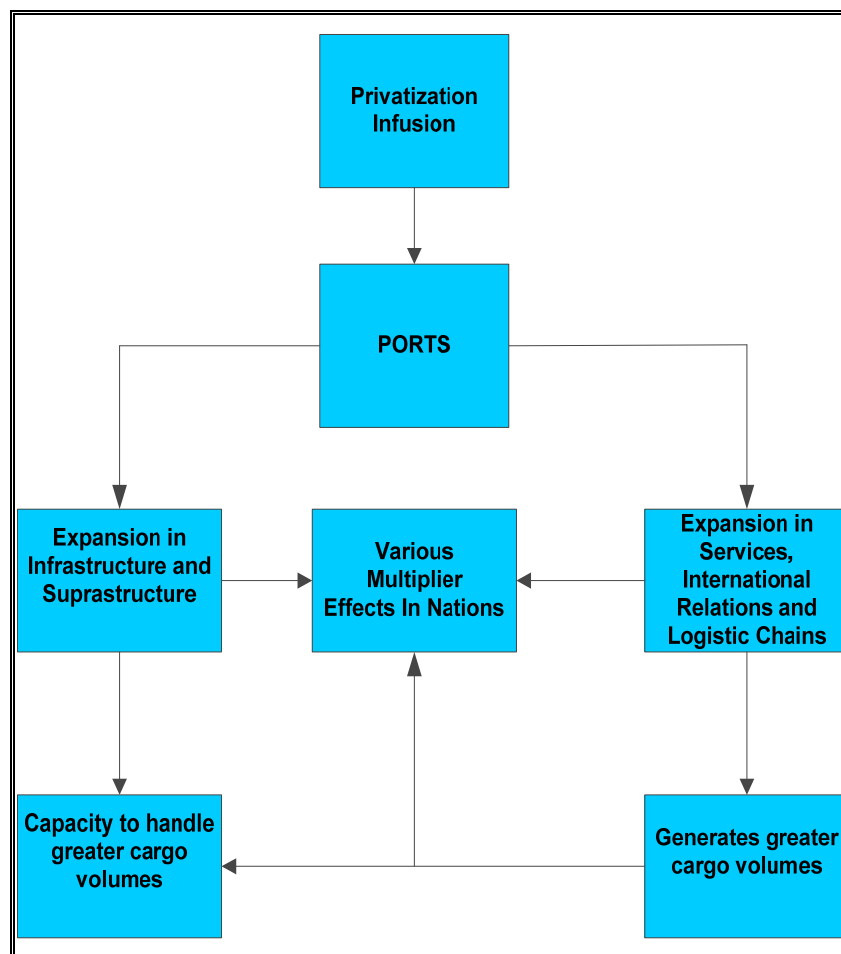 Privatization
Infusion
PORTS
Expansion in
Infrastructure and
Suprastructure
Various
Multiplier
Effects In Nations
Expansion in
Services,
International
Relations and
Logistic Chains
Capacity to handle
greater cargo
volumes
Generates greater
cargo volumes